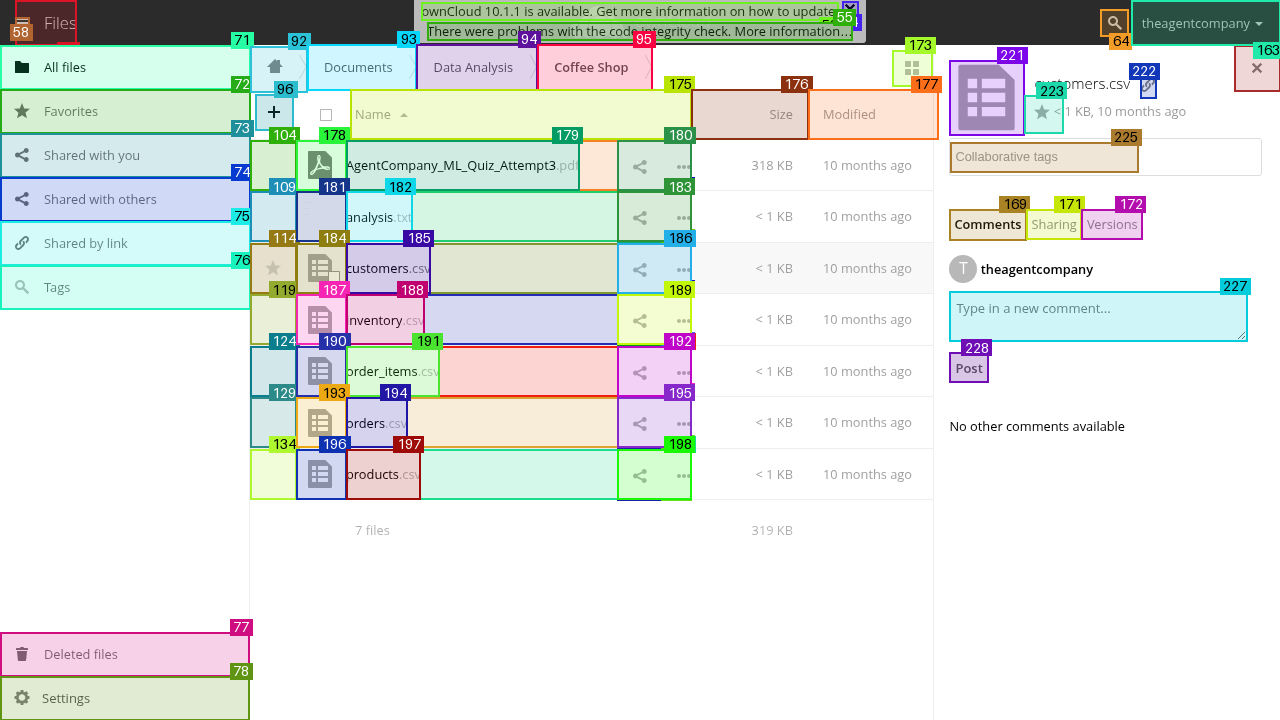 ownCloud 10.1.1 is available. Get more information on how to update
There were problems with the code integrity check. More information...
55
Files
58
64
theagentcompany
163
71
All files
72
Favorites
73
Shared with you
74
Shared with others
75
Shared by link
76
Tags
77
Deleted files
78
Settings
92
93
Documents
94
Data Analysis
95
Coffee Shop
173
96
Name
175
Size
176
Modified
177
104
178
AgentCompany_ML_Quiz_Attempt3.pdf
179
180
318 KB
10 months ago
109
181
analysis.txt
182
183
< 1 KB
10 months ago
114
184
customers.csv
185
186
< 1 KB
10 months ago
119
187
inventory.csv
188
189
< 1 KB
10 months ago
124
190
order_items.csv
191
192
< 1 KB
10 months ago
129
193
orders.csv
194
195
< 1 KB
10 months ago
134
196
products.csv
197
198
< 1 KB
10 months ago
7 files
319 KB
221
customers.csv
222
223
< 1 KB, 10 months ago
225
Collaborative tags
169
Comments
171
Sharing
172
Versions
T
theagentcompany
227
Type in a new comment...
228
Post
No other comments available